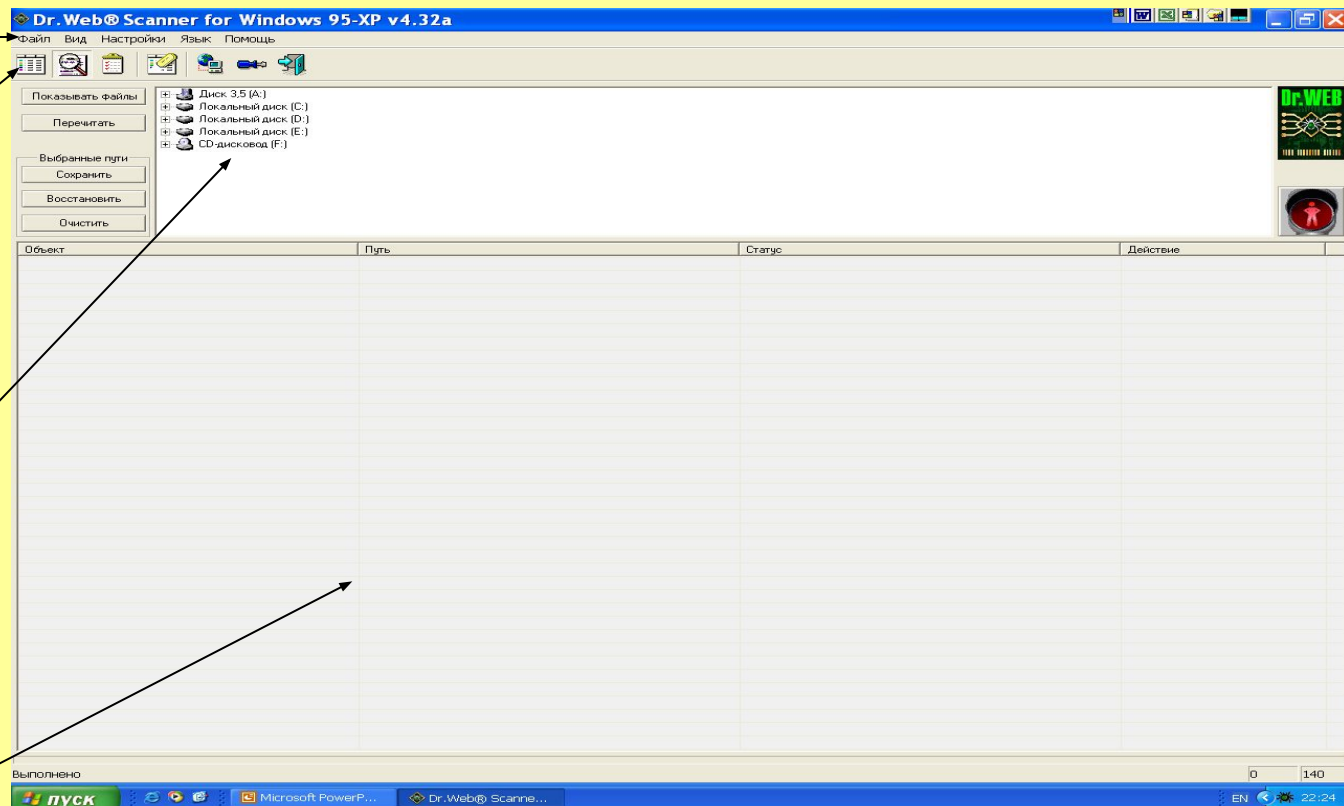 Dr.Web® Scanner for Windows 95-XP v4.32a
Файл Вид Настройки Язык Помощь
Показывать файлы
Перечитать
Выбранные пути
Сохранить
Восстановить
Очистить
Диск 3,5 (A:)
Локальный диск (C:)
Локальный диск (D:)
Локальный диск (E:)
CD-дисковод (F:)
Dr.WEB
Объект Путь Статус Действие
Выполнено 0 140
пуск Microsoft PowerP... Dr.Web® Scanne... EN 22:24